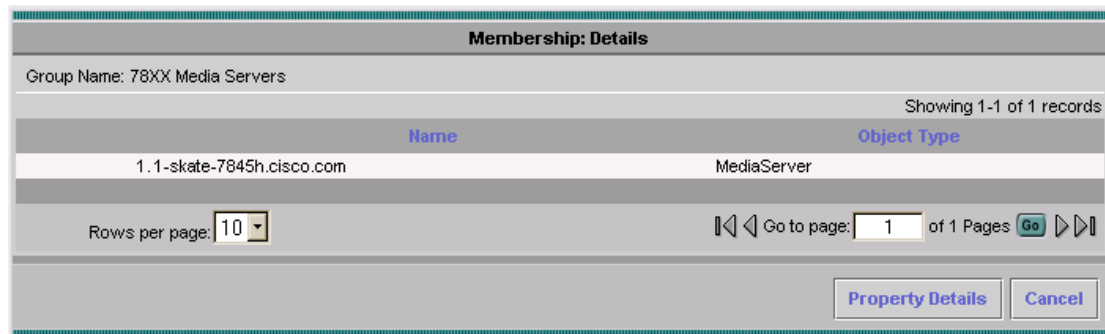 Membership: Details
Group Name: 78XX Media Servers
Showing 1-1 of 1 records
Name Object Type
1. 1-skate-7845h.cisco.com MediaServer
Rows per page: 10 Go to page: 1 of 1 Pages Go
Property Details Cancel